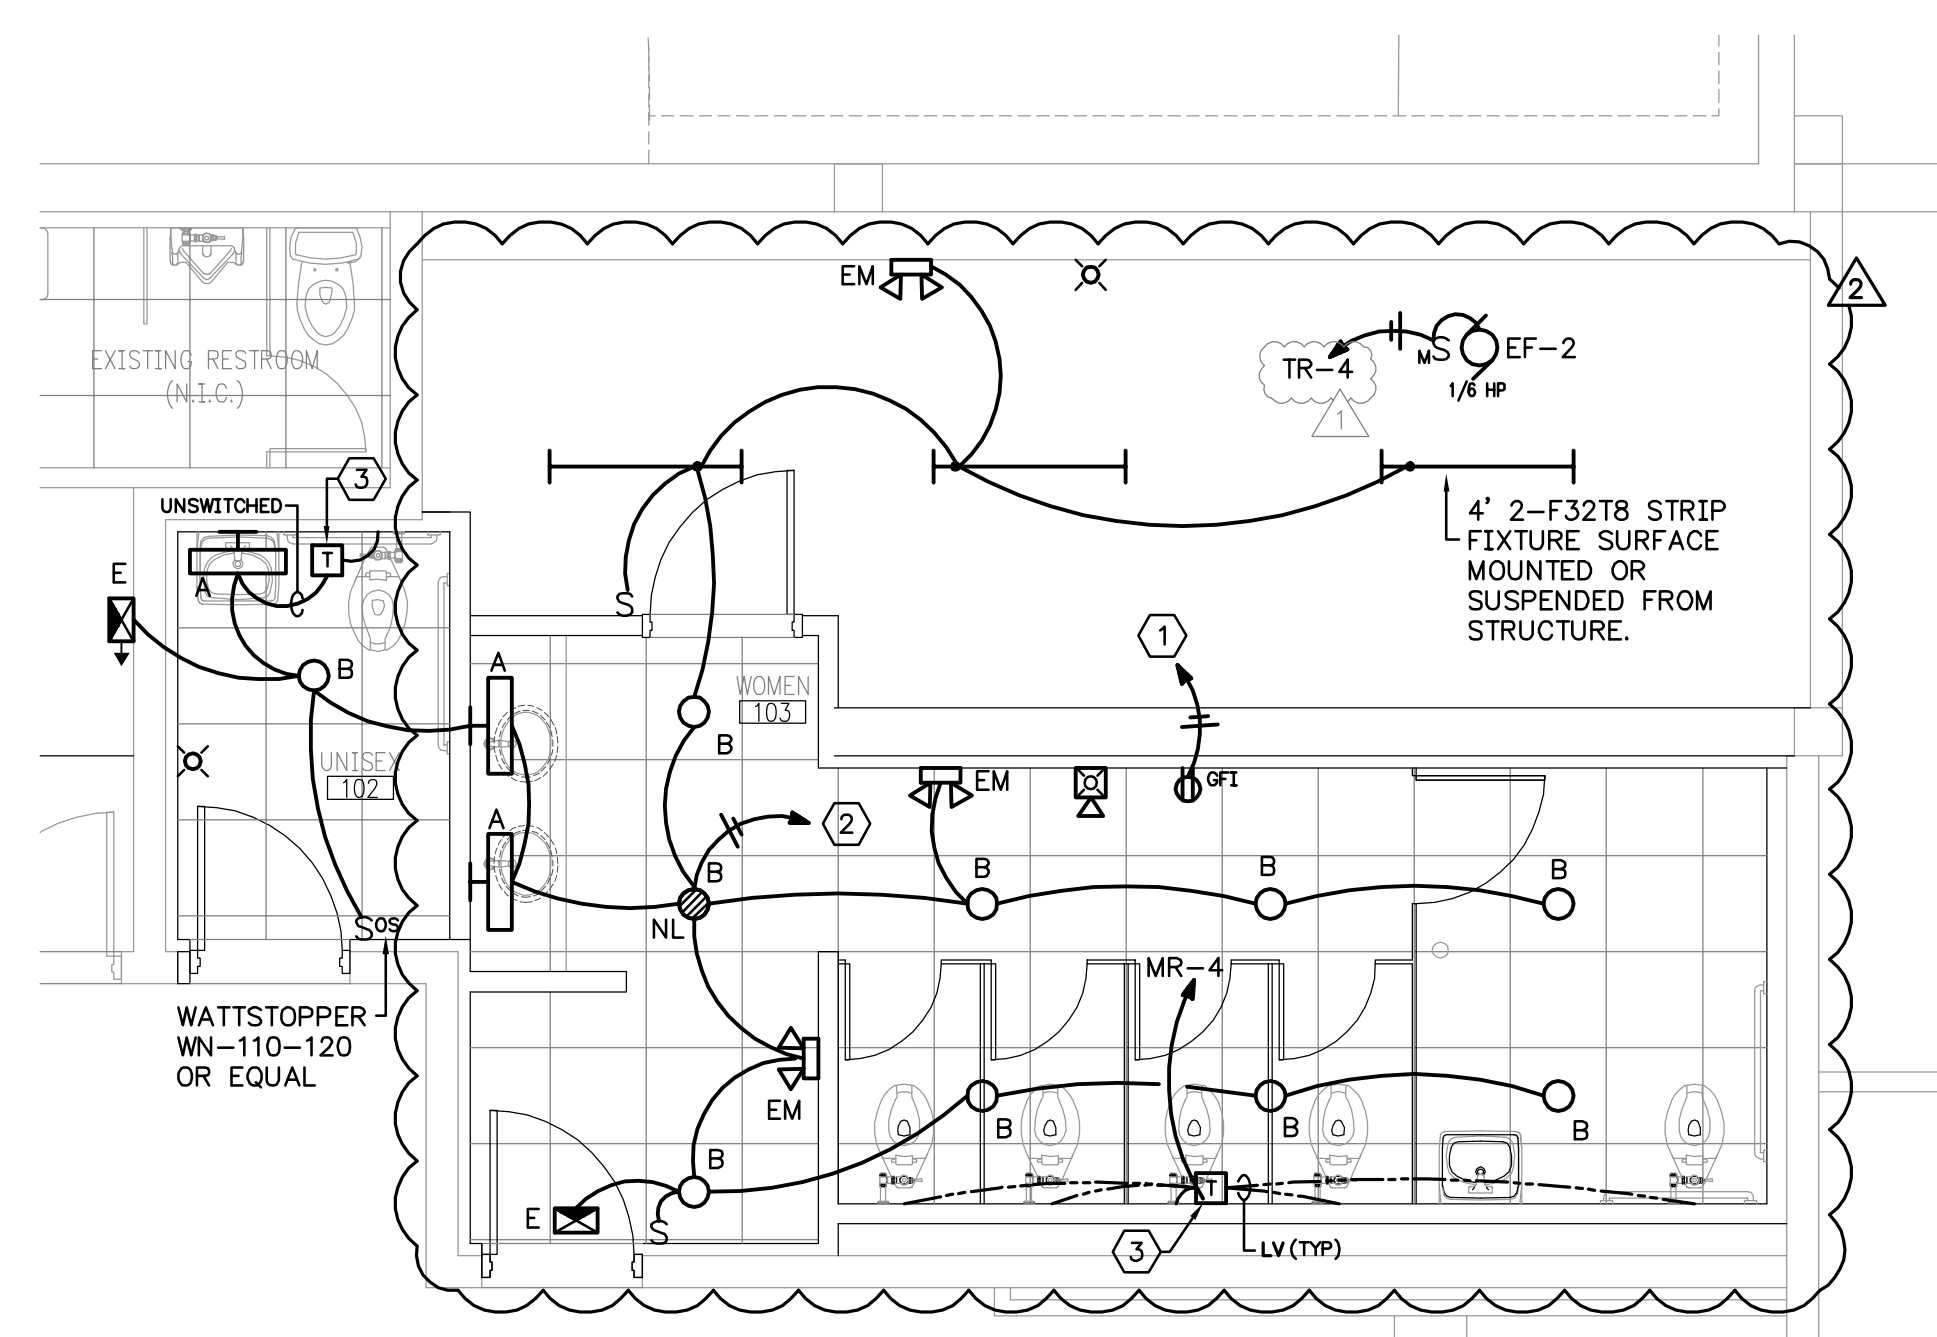 EM
2
TR-4
MS
EF-2
1/6 HP
1
EXISTING RESTROOM
(N.I.C.)
3
UNSWITCHED
T
A
E
B
4' 2-F32T8 STRIP
FIXTURE SURFACE
MOUNTED OR
SUSPENDED FROM
STRUCTURE.
S
1
A
WOMEN
103
B
UNISEX
102
EM
GFI
A
2
B
NL
B
B
B
SOS
MR-4
WATTSTOPPER
WN-110-120
OR EQUAL
EM
B
B
B
B
T
E
S
3
LV(TYP)